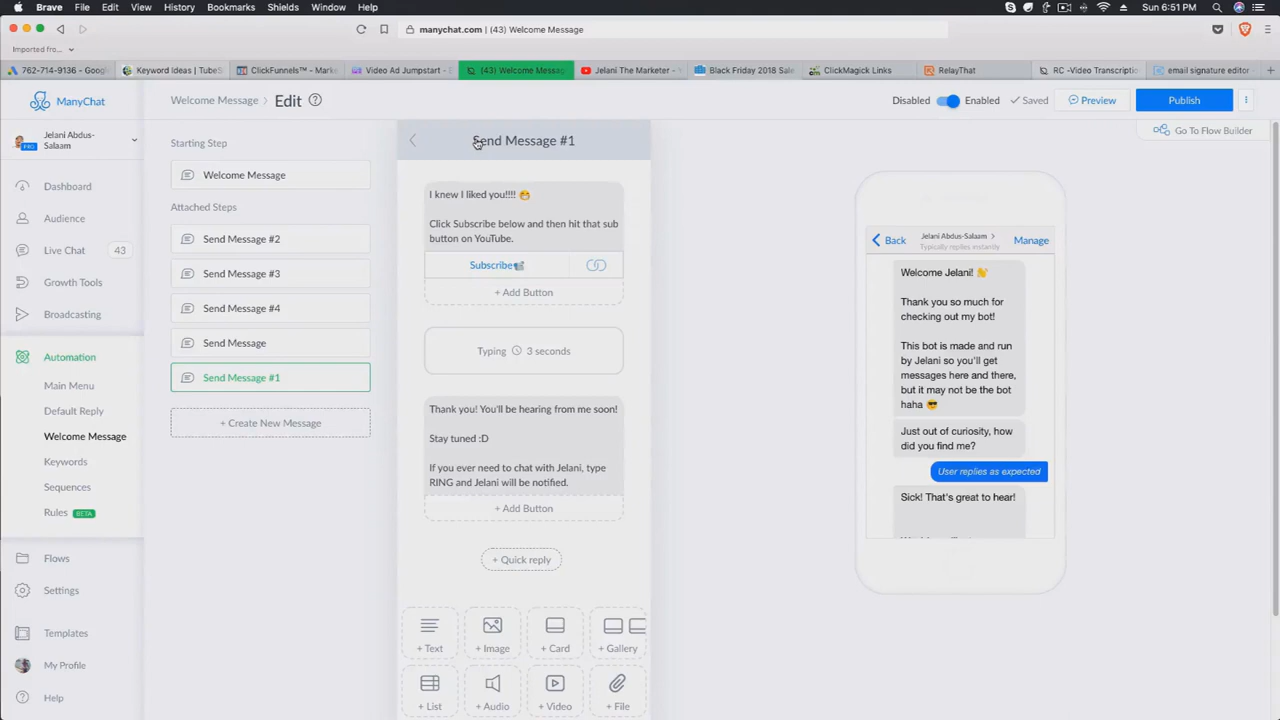 Brave File Edit View History Bookmarks Shields Window Help
Sun 6:51 PM
manychat.com | (43) Welcome Message
Imported from...
762-714-9136 - Goog
Keyword Ideas | TubeS
ClickFunnels™ - Marke
Video Ad Jumpstart - E
(43) Welcome Messag
Jelani The Marketer - Y
Black Friday 2018 Sale
ClickMagick Links
RelayThat
RC -Video Transcriptio
email signature editor -
ManyChat
Welcome Message > Edit
Disabled Enabled
Saved
Preview
Publish
Go To Flow Builder
Jelani Abdus-
Salaam
PRO
Dashboard
Audience
Live Chat 43
Growth Tools
Broadcasting
Automation
Main Menu
Default Reply
Welcome Message
Keywords
Sequences
Rules BETA
Flows
Settings
Templates
My Profile
Help
Starting Step
Welcome Message
Attached Steps
Send Message #2
Send Message #3
Send Message #4
Send Message
Send Message #1
+ Create New Message
Send Message #1
I knew I liked you!!!! 😁
Click Subscribe below and then hit that sub
button on YouTube.
Subscribe📹
+ Add Button
Typing 3 seconds
Thank you! You'll be hearing from me soon!
Stay tuned :D
If you ever need to chat with Jelani, type
RING and Jelani will be notified.
+ Add Button
+ Quick reply
+ Text
+ Image
+ Card
+ Gallery
+ List
+ Audio
+ Video
+ File
Back
Jelani Abdus-Salaam >
Typically replies instantly
Manage
Welcome Jelani! 👋
Thank you so much for
checking out my bot!
This bot is made and run
by Jelani so you'll get
messages here and there,
but it may not be the bot
haha 😎
Just out of curiosity, how
did you find me?
User replies as expected
Sick! That's great to hear!